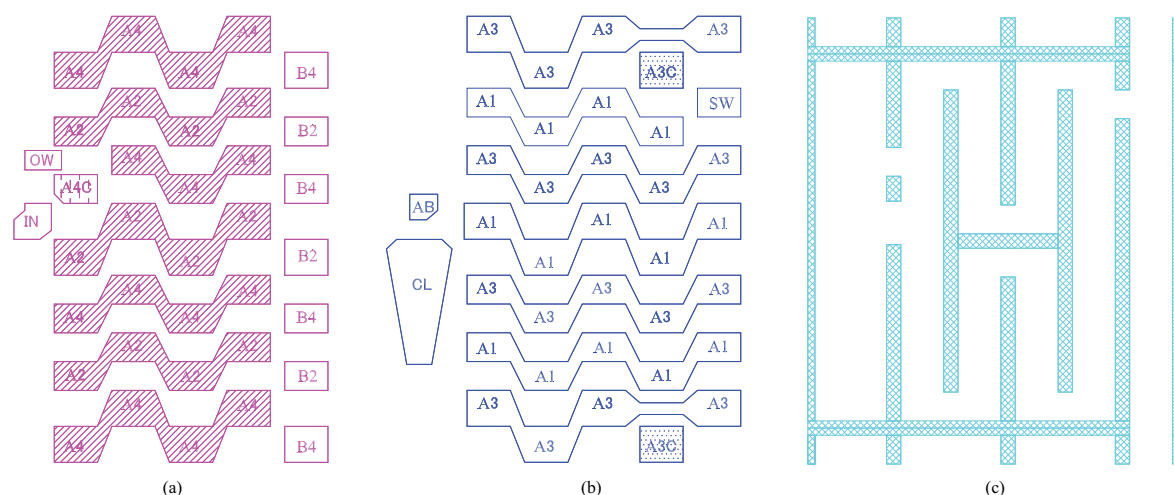 A4 A4
A4 A4 B4
A2 A2
A2 A2 B2
OW A4 A4
A4C A4 B4
IN A2 A2
A2 A2 B2
A4 A4
A4 A4 B4
A2 A2
A2 A2 B2
A4 A4
A4 A4 B4
(a)
A3 A3 A3
A3 A3C
A1 A1 SW
A1 A1
A3 A3 A3
A3 A3
AB A1 A1 A1
A1 A1
CL A3 A3 A3
A3 A3
A1 A1 A1
A1 A1
A3 A3 A3
A3 A3C
(b)
(c)